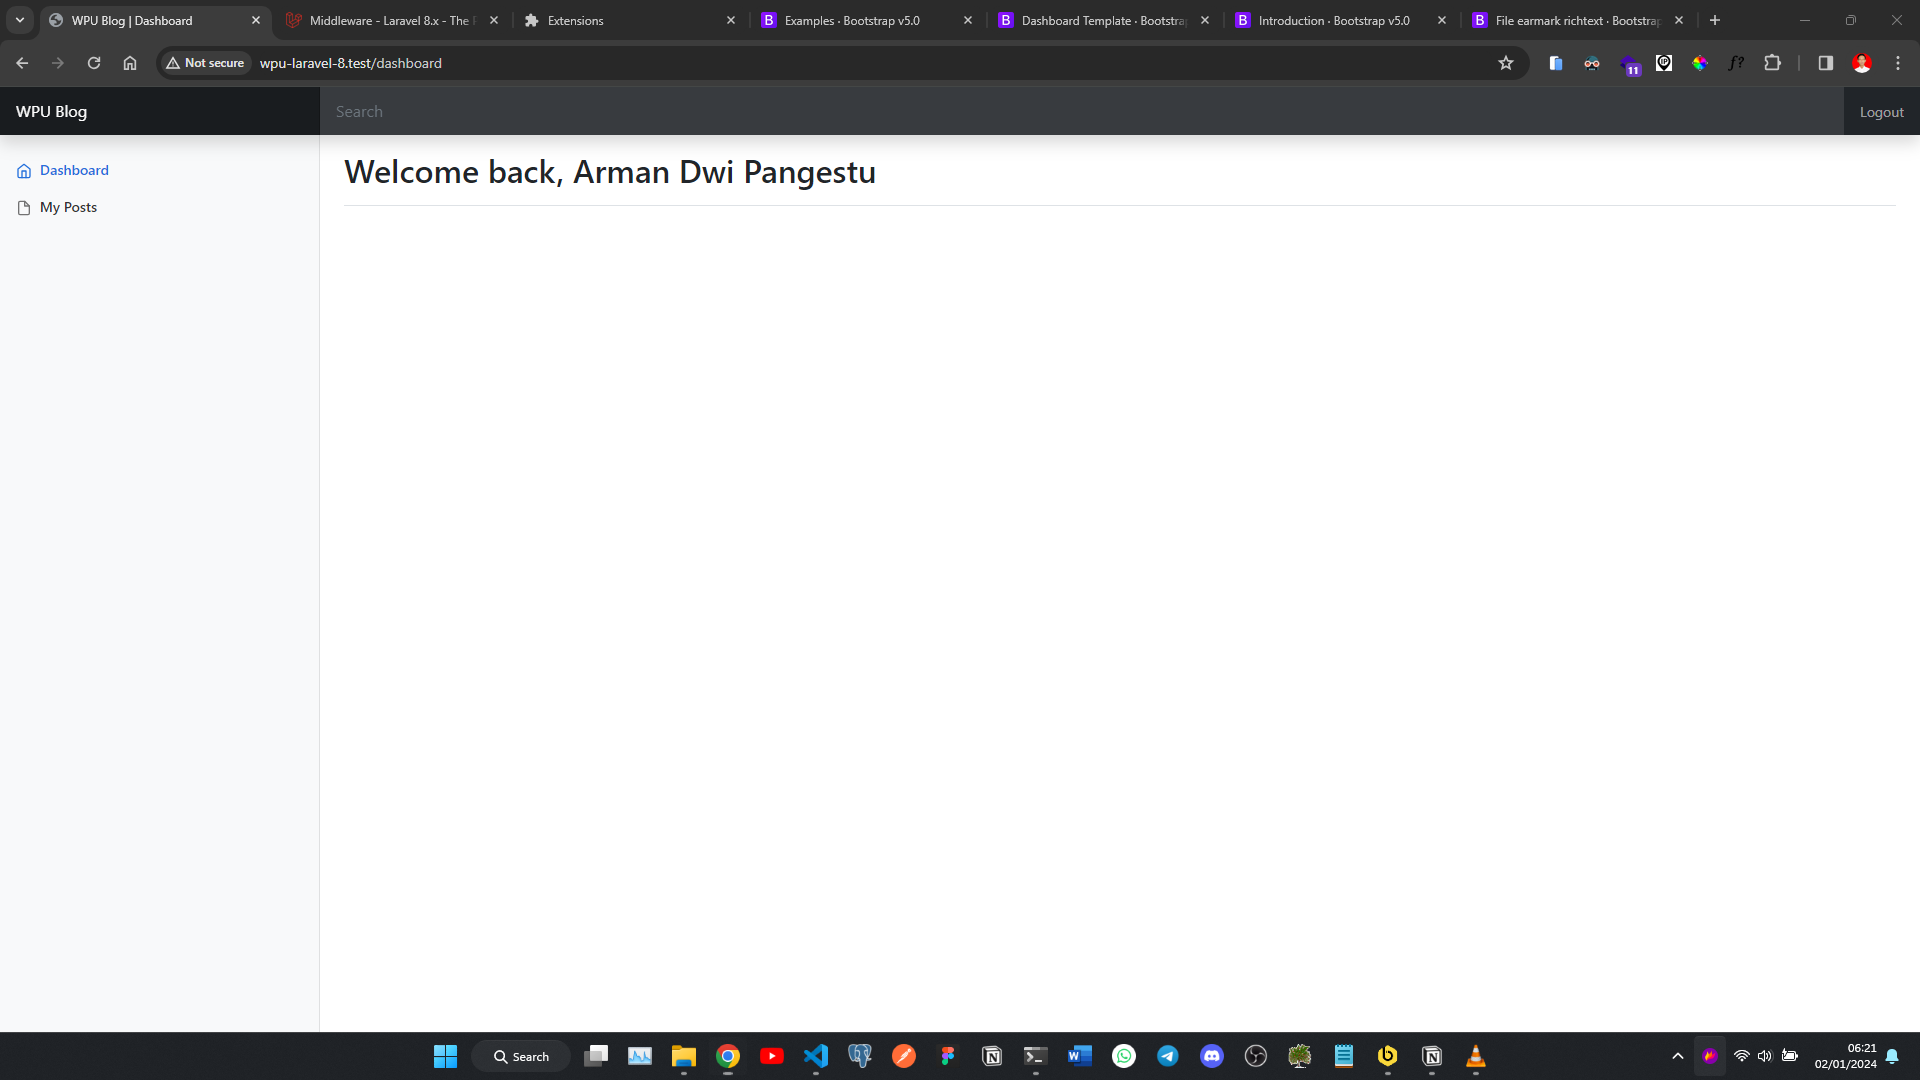 WPU Blog | Dashboard
Middleware - Laravel 8.x - The
Extensions
Examples · Bootstrap v5.0
Dashboard Template · Bootstrap
Introduction · Bootstrap v5.0
File earmark richtext · Bootstrap
Not secure
wpu-laravel-8.test/dashboard
11
WPU Blog
Search
Logout
Dashboard
My Posts
Welcome back, Arman Dwi Pangestu
Search
06:21
02/01/2024